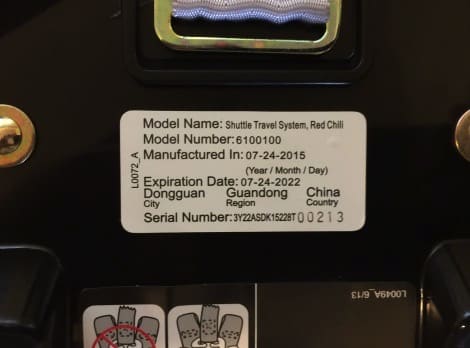 Model Name: Shuttle Travel System, Red Chili
Model Number: 6100100
Manufactured In: 07-24-2015
(Year / Month / Day)
Expiration Date: 07-24-2022
Dongguan Guandong China
City Region Country
Serial Number: 3Y22ASDK15228T00213
L0072_A
L0049A_6/13